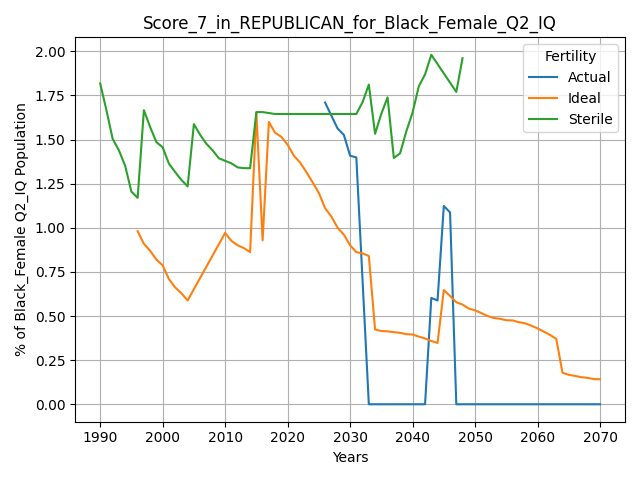 Score_7_in_REPUBLICAN_for_Black_Female_Q2_IQ
% of Black_Female Q2_IQ Population
2.00
1.75
1.50
1.25
1.00
0.75
0.50
0.25
0.00
Fertility
Actual
Ideal
Sterile
1990 2000 2010 2020 2030 2040 2050 2060 2070
Years